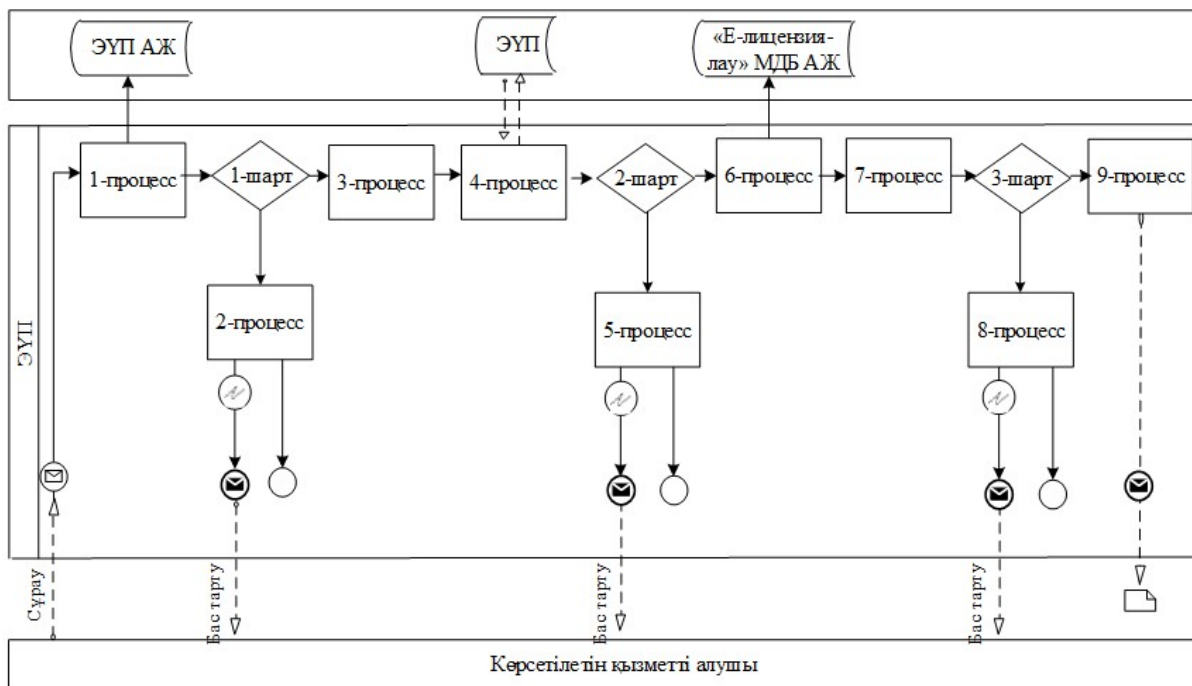 ЭҮП АЖ
ЭҮП
«Е-лицензия-
лау» МДБ АЖ
1-процесс
1-шарт
3-процесс
4-процесс
2-шарт
6-процесс
7-процесс
3-шарт
9-процесс
2-процесс
5-процесс
8-процесс
ЭҮП
Сұрау
Бас тарту
Бас тарту
Бас тарту
Көрсетілетін қызметті алушы